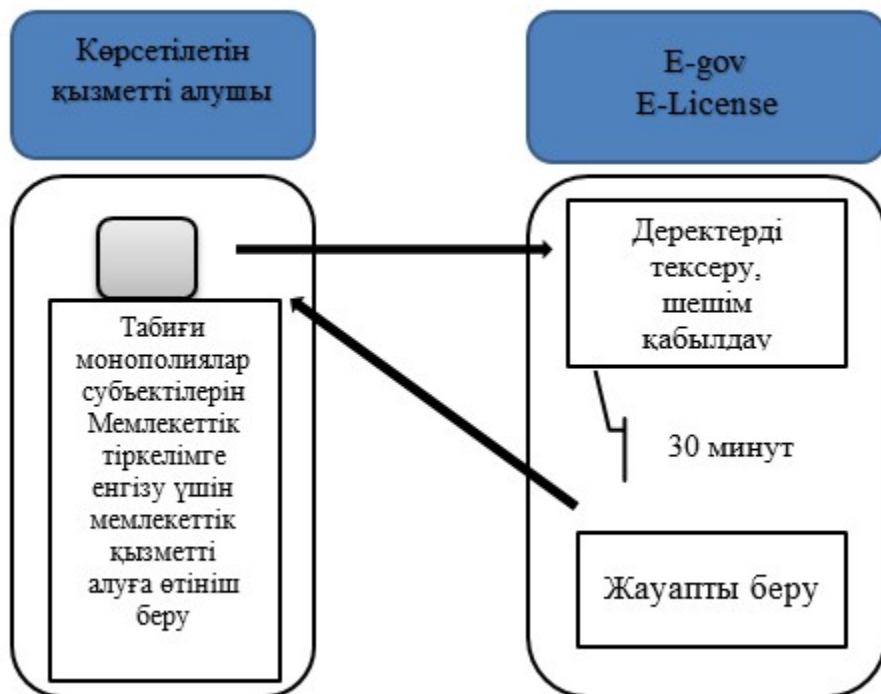 Көрсетілетін
қызметті алушы
E-gov
E-License
Табиғи
монополиялар
субъектілерін
Мемлекеттік
тіркелімге
енгізу үшін
мемлекеттік
қызметті
алуға өтініш
беру
Деректерді
тексеру,
шешім
қабылдау
30 минут
Жауапты беру